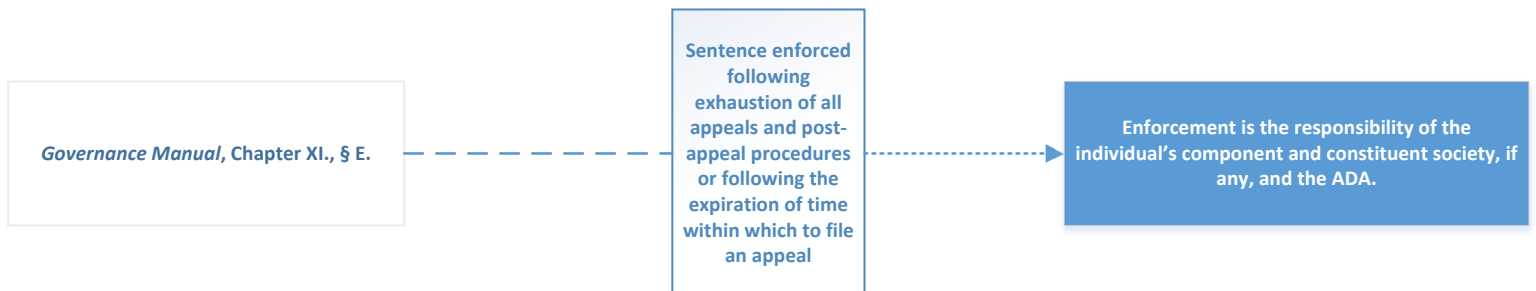 Governance Manual, Chapter XI., § E.
Sentence enforced
following
exhaustion of all
appeals and post-
appeal procedures
or following the
expiration of time
within which to file
an appeal
Enforcement is the responsibility of the
individual’s component and constituent society, if
any, and the ADA.